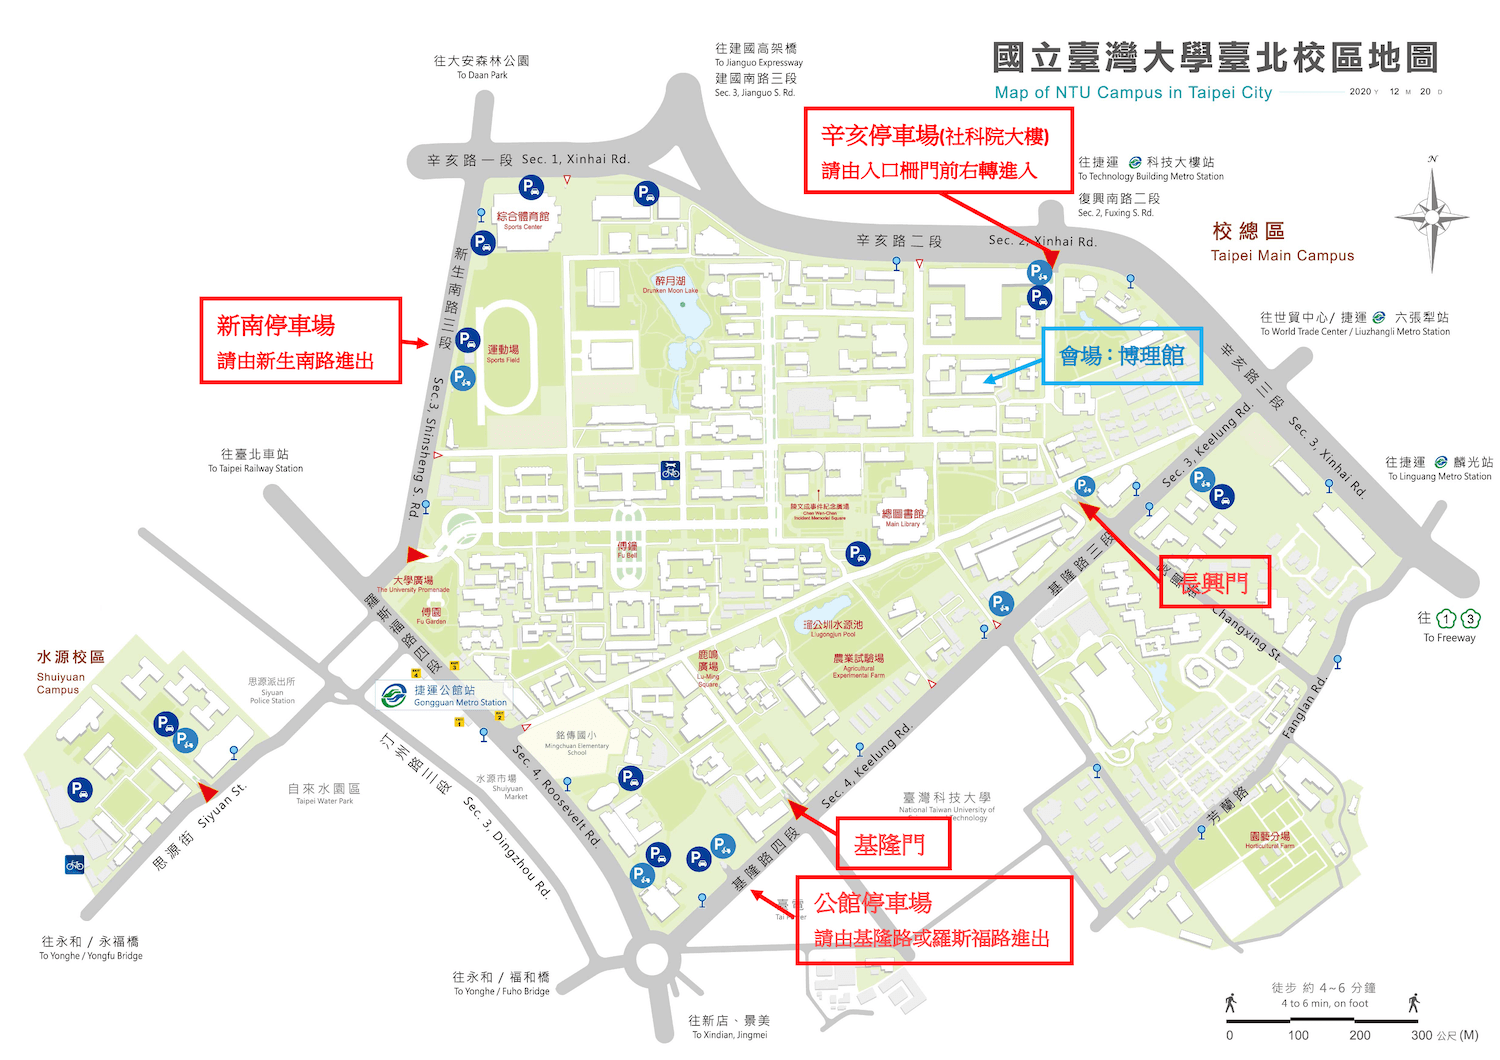 國立臺灣大學臺北校區地圖
Map of NTU Campus in Taipei City
2020 Y 12 M 20 D
往大安森林公園
To Daan Park
往建國高架橋
To Jianguo Expressway
建國南路三段
Sec. 3, Jianguo S. Rd.
辛亥停車場(社科院大樓)
請由入口柵門前右轉進入
往捷運 科技大樓站
To Technology Building Metro Station
復興南路二段
Sec. 2, Fuxing S. Rd.
N
校總區
Taipei Main Campus
辛亥路一段 Sec. 1, Xinhai Rd.
綜合體育館
Sports Center
辛亥路二段
Sec. 2, Xinhai Rd.
新生南路三段
Sec.3, Shinsheng S. Rd.
醉月湖
Drunken Moon Lake
新南停車場
請由新生南路進出
運動場
Sports Field
會場：博理館
往世貿中心/ 捷運 六張犁站
To World Trade Center / Liuzhangli Metro Station
辛亥路三段
Sec. 3, Xinhai Rd.
往臺北車站
To Taipei Railway Station
往捷運 麟光站
To Linguang Metro Station
Sec. 3, Keelung Rd.
基隆路三段
陳文成事件紀念廣場
Chen Wen-Chen
Incident Memorial Square
總圖書館
Main Library
傅鐘
Fu Bell
大學廣場
The University Promenade
傅園
Fu Garden
長興門
Changxing St.
往 1 3
To Freeway
羅斯福路四段
Sec. 4, Roosevelt Rd.
瑠公圳水源池
Liugongjun Pool
農業試驗場
Agricultural
Experimental Farm
鹿鳴
廣場
Lu-Ming
Square
水源校區
Shuiyuan
Campus
思源派出所
Siyuan
Police Station
捷運公館站
Gongguan Metro Station
銘傳國小
Mingchuan Elementary
School
Fanglan Rd.
芳蘭路
汀州路三段
Sec. 3, Dingzhou Rd.
水源市場
Shuiyuan
Market
自來水園區
Taipei Water Park
思源街 Siyuan St.
Sec. 4, Keelung Rd.
基隆路四段
臺灣科技大學
National Taiwan University of
基隆門
園藝分場
Horticultural Farm
公館停車場
請由基隆路或羅斯福路進出
往永和 / 永福橋
To Yonghe / Yongfu Bridge
往永和 / 福和橋
To Yonghe / Fuho Bridge
往新店、景美
To Xindian, Jingmei
徒步 約 4~6 分鐘
4 to 6 min, on foot
0 100 200 300 公尺 (M)